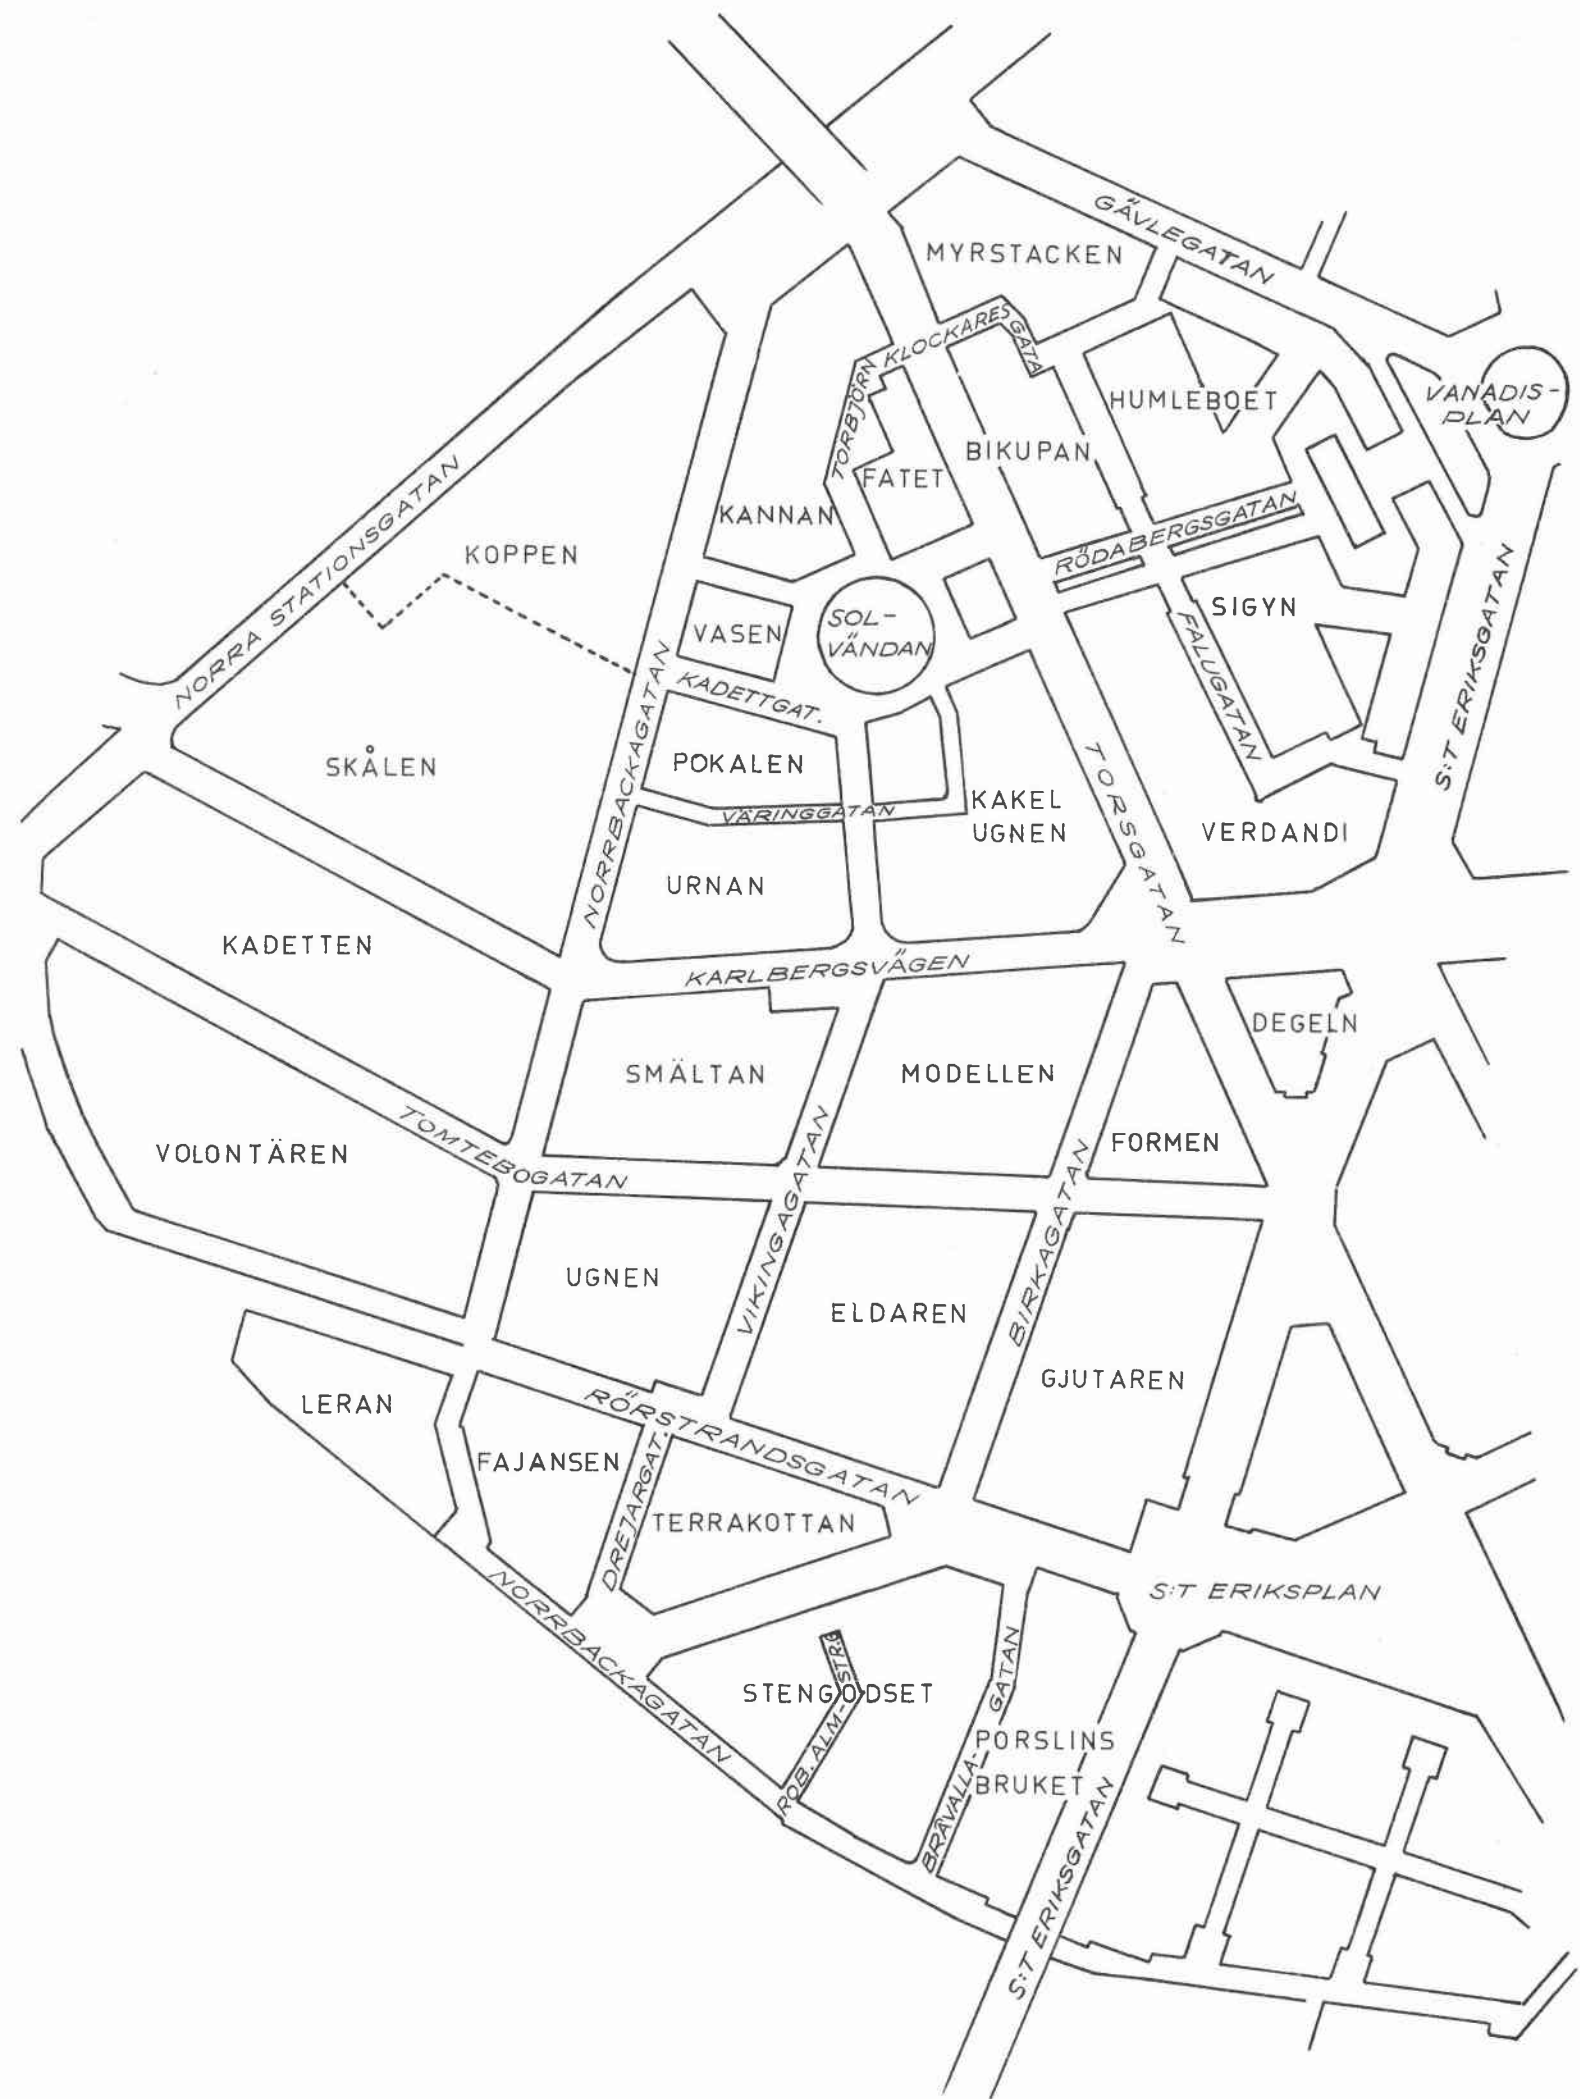 GÄVLEGATAN
MYRSTACKEN
TORBJÖRN KLOCKARES GATA
HUMLEBOET
VANADIS-
PLAN
BIKUPAN
FATET
KANNAN
RÖDABERGSGATAN
NORRA STATIONSGATAN
KOPPEN
SIGYN
S:T ERIKSGATAN
VASEN
SOL-
VÄNDAN
FALUGATAN
KADETTGAT.
NORRBACKAGATAN
SKÅLEN
POKALEN
VÄRINGGATAN
KAKEL
UGNEN
TORSGATAN
VERDANDI
URNAN
KADETTEN
KARLBERGSVÄGEN
DEGELN
SMÄLTAN
MODELLEN
FORMEN
VOLONTÄREN
TOMTEBOGATAN
VIKINGAGATAN
BIRKAGATAN
UGNEN
ELDAREN
GJUTAREN
LERAN
RÖRSTRANDSGATAN
FAJANSEN
DREJARGAT.
TERRAKOTTAN
S:T ERIKSPLAN
NORRBACKAGATAN
STENGODSET
ROB. ALM-STR:G
BRÅVALLA-
GATAN
PORSLINS
BRUKET
S:T ERIKSGATAN
S:T ERIKSGATAN